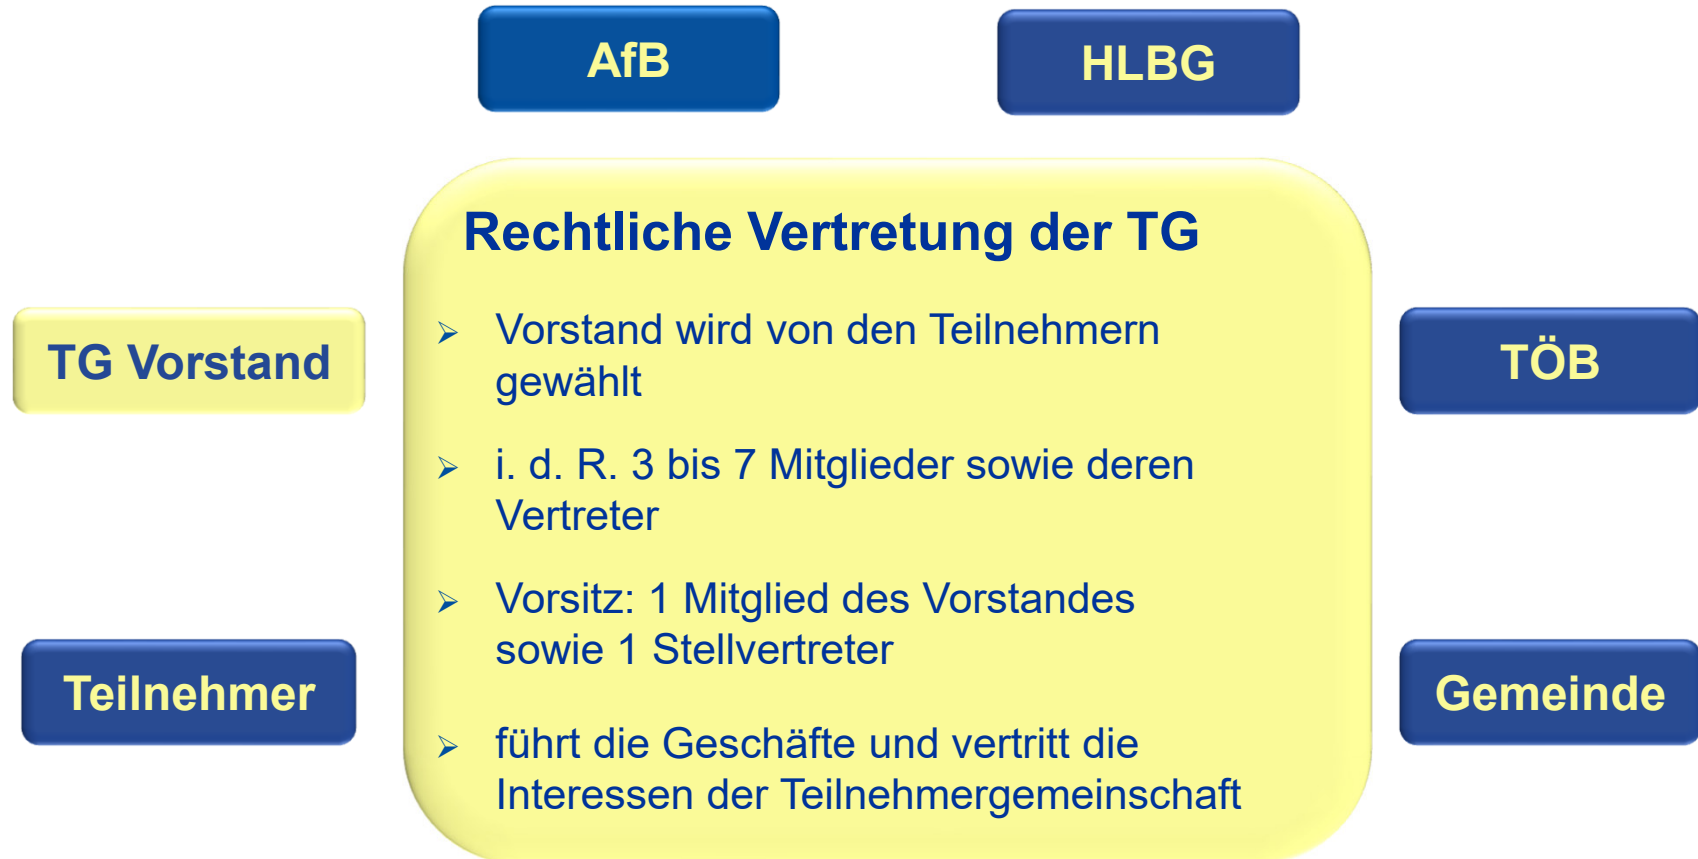 AfB
HLBG
Rechtliche Vertretung der TG
➢ Vorstand wird von den Teilnehmern
gewählt
➢ i. d. R. 3 bis 7 Mitglieder sowie deren
Vertreter
➢ Vorsitz: 1 Mitglied des Vorstandes
sowie 1 Stellvertreter
➢ führt die Geschäfte und vertritt die
Interessen der Teilnehmergemeinschaft
TG Vorstand
Teilnehmer
TÖB
Gemeinde